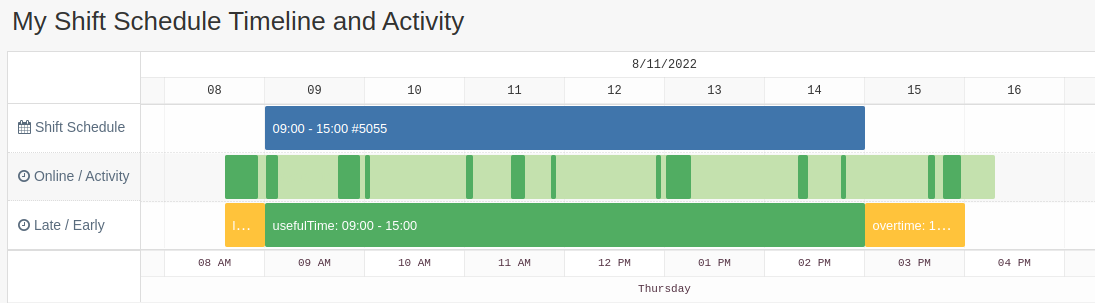 My Shift Schedule Timeline and Activity
8/11/2022
08 09 10 11 12 13 14 15 16
Shift Schedule
09:00 - 15:00 #5055
Online / Activity
Late / Early
l... usefulTime: 09:00 - 15:00 overtime: 1...
08 AM 09 AM 10 AM 11 AM 12 PM 01 PM 02 PM 03 PM 04 PM
Thursday